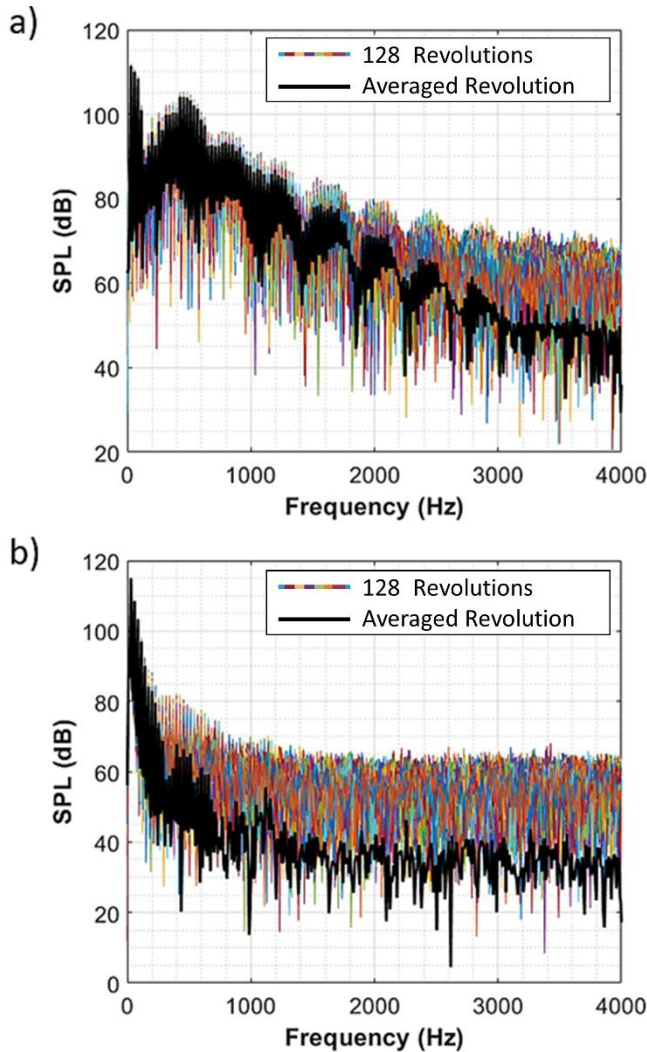 a)
120
100
80
60
40
20
SPL (dB)
128 Revolutions
Averaged Revolution
0 1000 2000 3000 4000
Frequency (Hz)
b)
120
100
80
60
40
20
0
SPL (dB)
128 Revolutions
Averaged Revolution
0 1000 2000 3000 4000
Frequency (Hz)